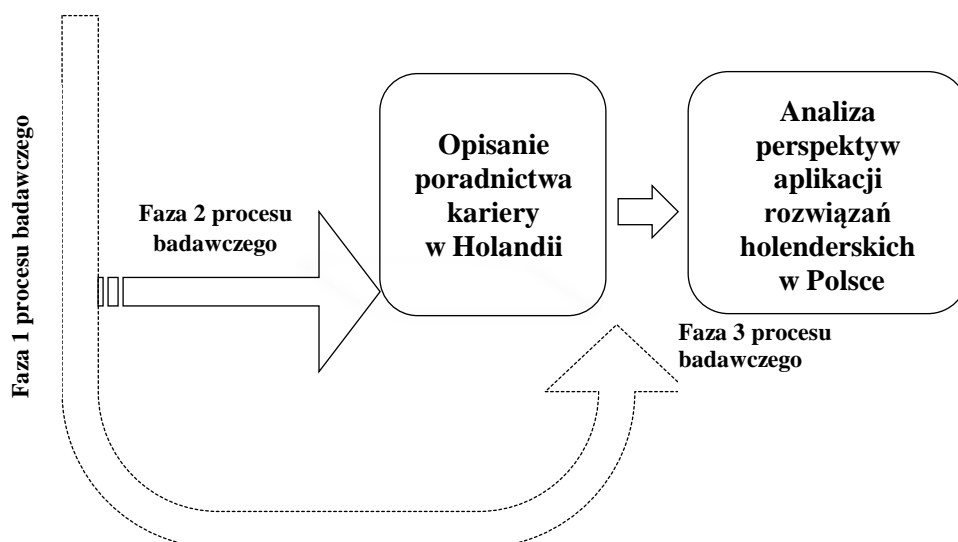 Faza 1 procesu badawczego
Faza 2 procesu
badawczego
Opisanie
poradnictwa
kariery
w Holandii
Analiza
perspektyw
aplikacji
rozwiązań
holenderskich
w Polsce
Faza 3 procesu
badawczego